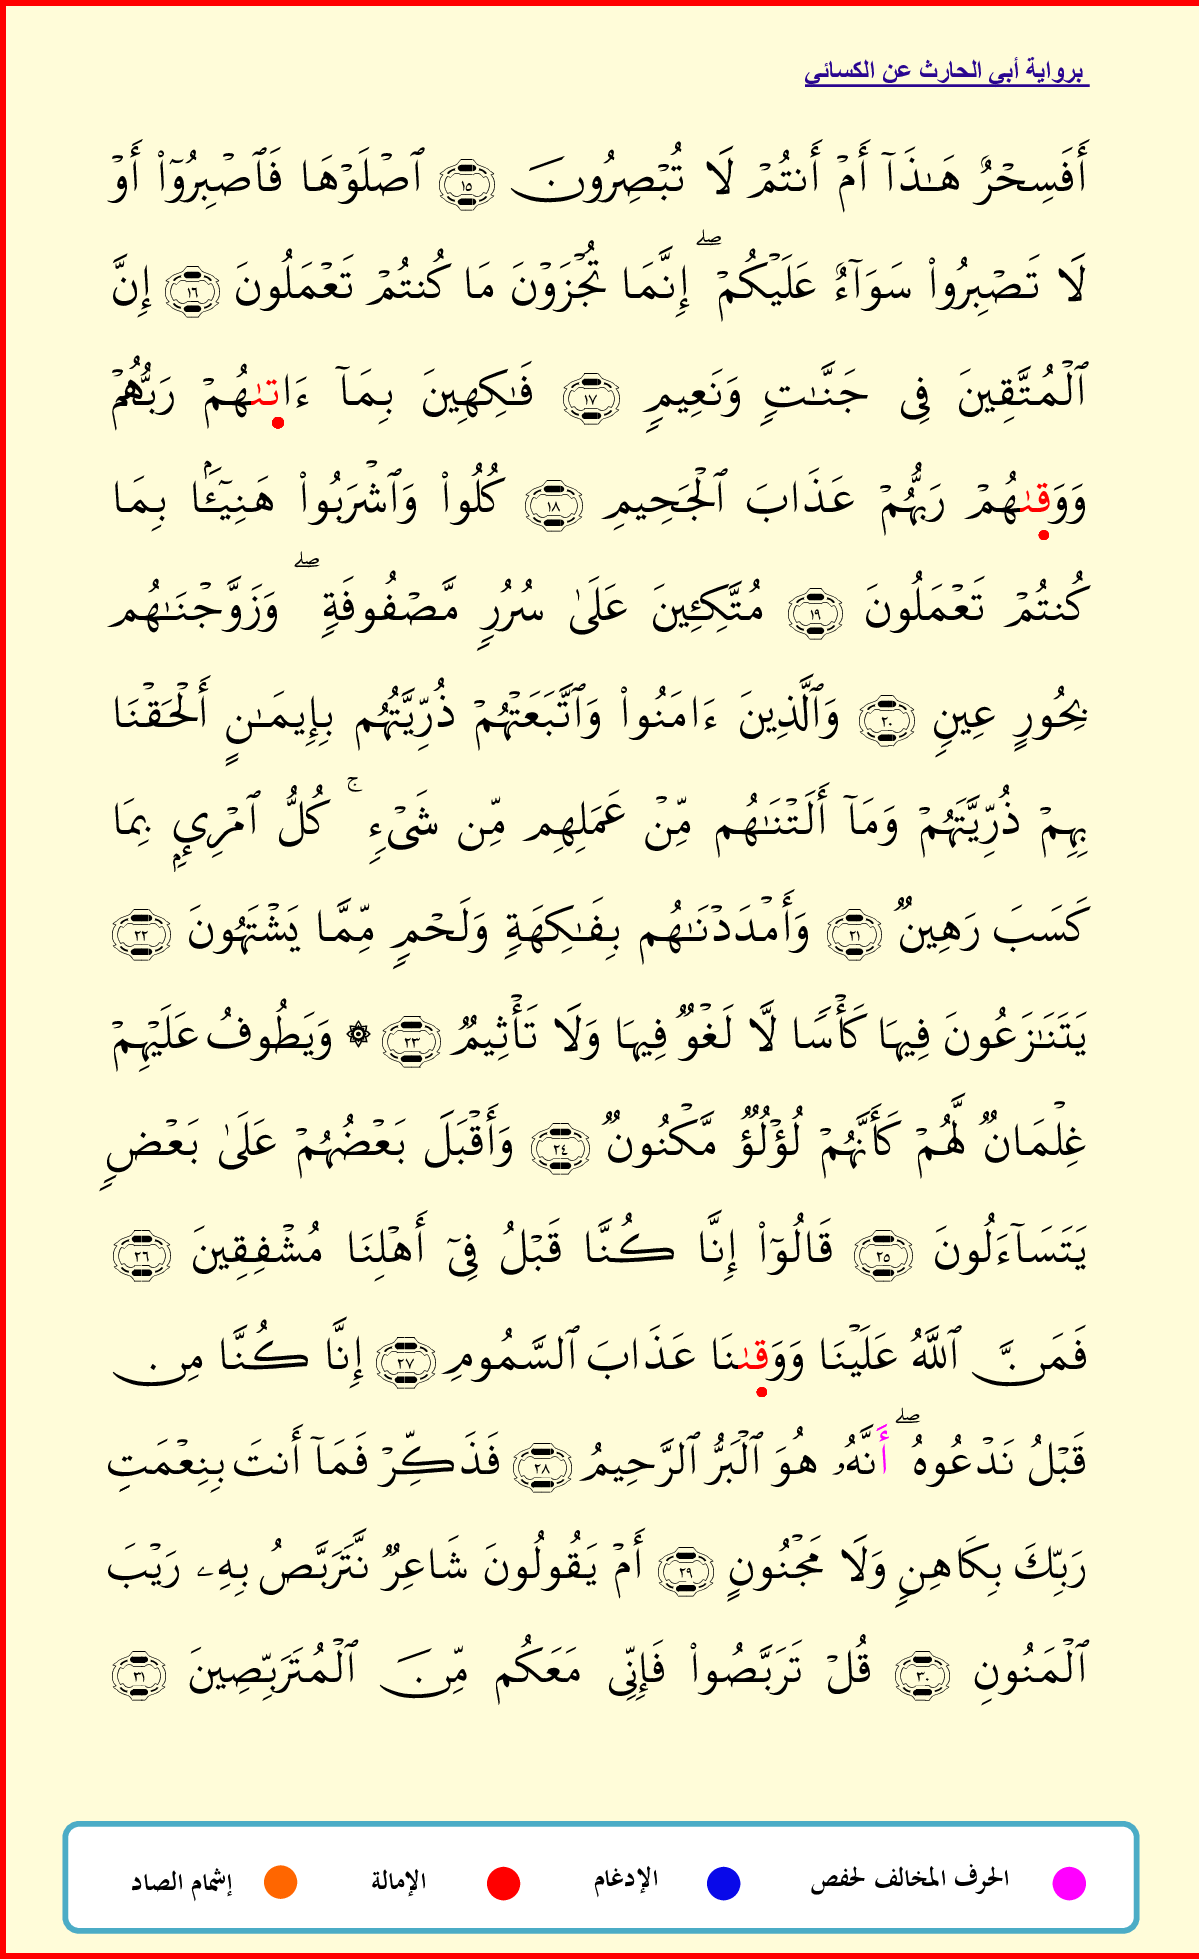 برواية أبي الحارث عن الكسائي
أَفَسِحْرٌ هَـٰذَآ أَمْ أَنتُمْ لَا تُبْصِرُونَ ١٥ ٱصْلَوْهَا فَٱصْبِرُوٓا۟ أَوْ
لَا تَصْبِرُوا۟ سَوَآءٌ عَلَيْكُمْ ۖ إِنَّمَا تُجْزَوْنَ مَا كُنتُمْ تَعْمَلُونَ ١٦ إِنَّ
ٱلْمُتَّقِينَ فِى جَنَّـٰتٍ وَنَعِيمٍ ١٧ فَـٰكِهِينَ بِمَآ ءَاتَىٰهُمْ رَبُّهُمْ
وَوَقَىٰهُمْ رَبُّهُمْ عَذَابَ ٱلْجَحِيمِ ١٨ كُلُوا۟ وَٱشْرَبُوا۟ هَنِيٓـَٔۢا بِمَا
كُنتُمْ تَعْمَلُونَ ١٩ مُتَّكِـِٔينَ عَلَىٰ سُرُرٍ مَّصْفُوفَةٍ ۖ وَزَوَّجْنَـٰهُم
بِحُورٍ عِينٍ ٢٠ وَٱلَّذِينَ ءَامَنُوا۟ وَٱتَّبَعَتْهُمْ ذُرِّيَّتُهُم بِإِيمَـٰنٍ أَلْحَقْنَا
بِهِمْ ذُرِّيَّتَهُمْ وَمَآ أَلَتْنَـٰهُم مِّنْ عَمَلِهِم مِّن شَىْءٍ ۚ كُلُّ ٱمْرِىٍٕۭ بِمَا
كَسَبَ رَهِينٌ ٢١ وَأَمْدَدْنَـٰهُم بِفَـٰكِهَةٍ وَلَحْمٍ مِّمَّا يَشْتَهُونَ ٢٢
يَتَنَـٰزَعُونَ فِيهَا كَأْسًا لَّا لَغْوٌ فِيهَا وَلَا تَأْثِيمٌ ٢٣ ۞ وَيَطُوفُ عَلَيْهِمْ
غِلْمَانٌ لَّهُمْ كَأَنَّهُمْ لُؤْلُؤٌ مَّكْنُونٌ ٢٤ وَأَقْبَلَ بَعْضُهُمْ عَلَىٰ بَعْضٍ
يَتَسَآءَلُونَ ٢٥ قَالُوٓا۟ إِنَّا كُنَّا قَبْلُ فِىٓ أَهْلِنَا مُشْفِقِينَ ٢٦
فَمَنَّ ٱللَّهُ عَلَيْنَا وَوَقَىٰنَا عَذَابَ ٱلسَّمُومِ ٢٧ إِنَّا كُنَّا مِن
قَبْلُ نَدْعُوهُ ۖ أَنَّهُۥ هُوَ ٱلْبَرُّ ٱلرَّحِيمُ ٢٨ فَذَكِّرْ فَمَآ أَنتَ بِنِعْمَتِ
رَبِّكَ بِكَاهِنٍ وَلَا مَجْنُونٍ ٢٩ أَمْ يَقُولُونَ شَاعِرٌ نَّتَرَبَّصُ بِهِۦ رَيْبَ
ٱلْمَنُونِ ٣٠ قُلْ تَرَبَّصُوا۟ فَإِنِّى مَعَكُم مِّنَ ٱلْمُتَرَبِّصِينَ ٣١
الحرف المخالف لحفص الإدغام الإمالة إشمام الصاد